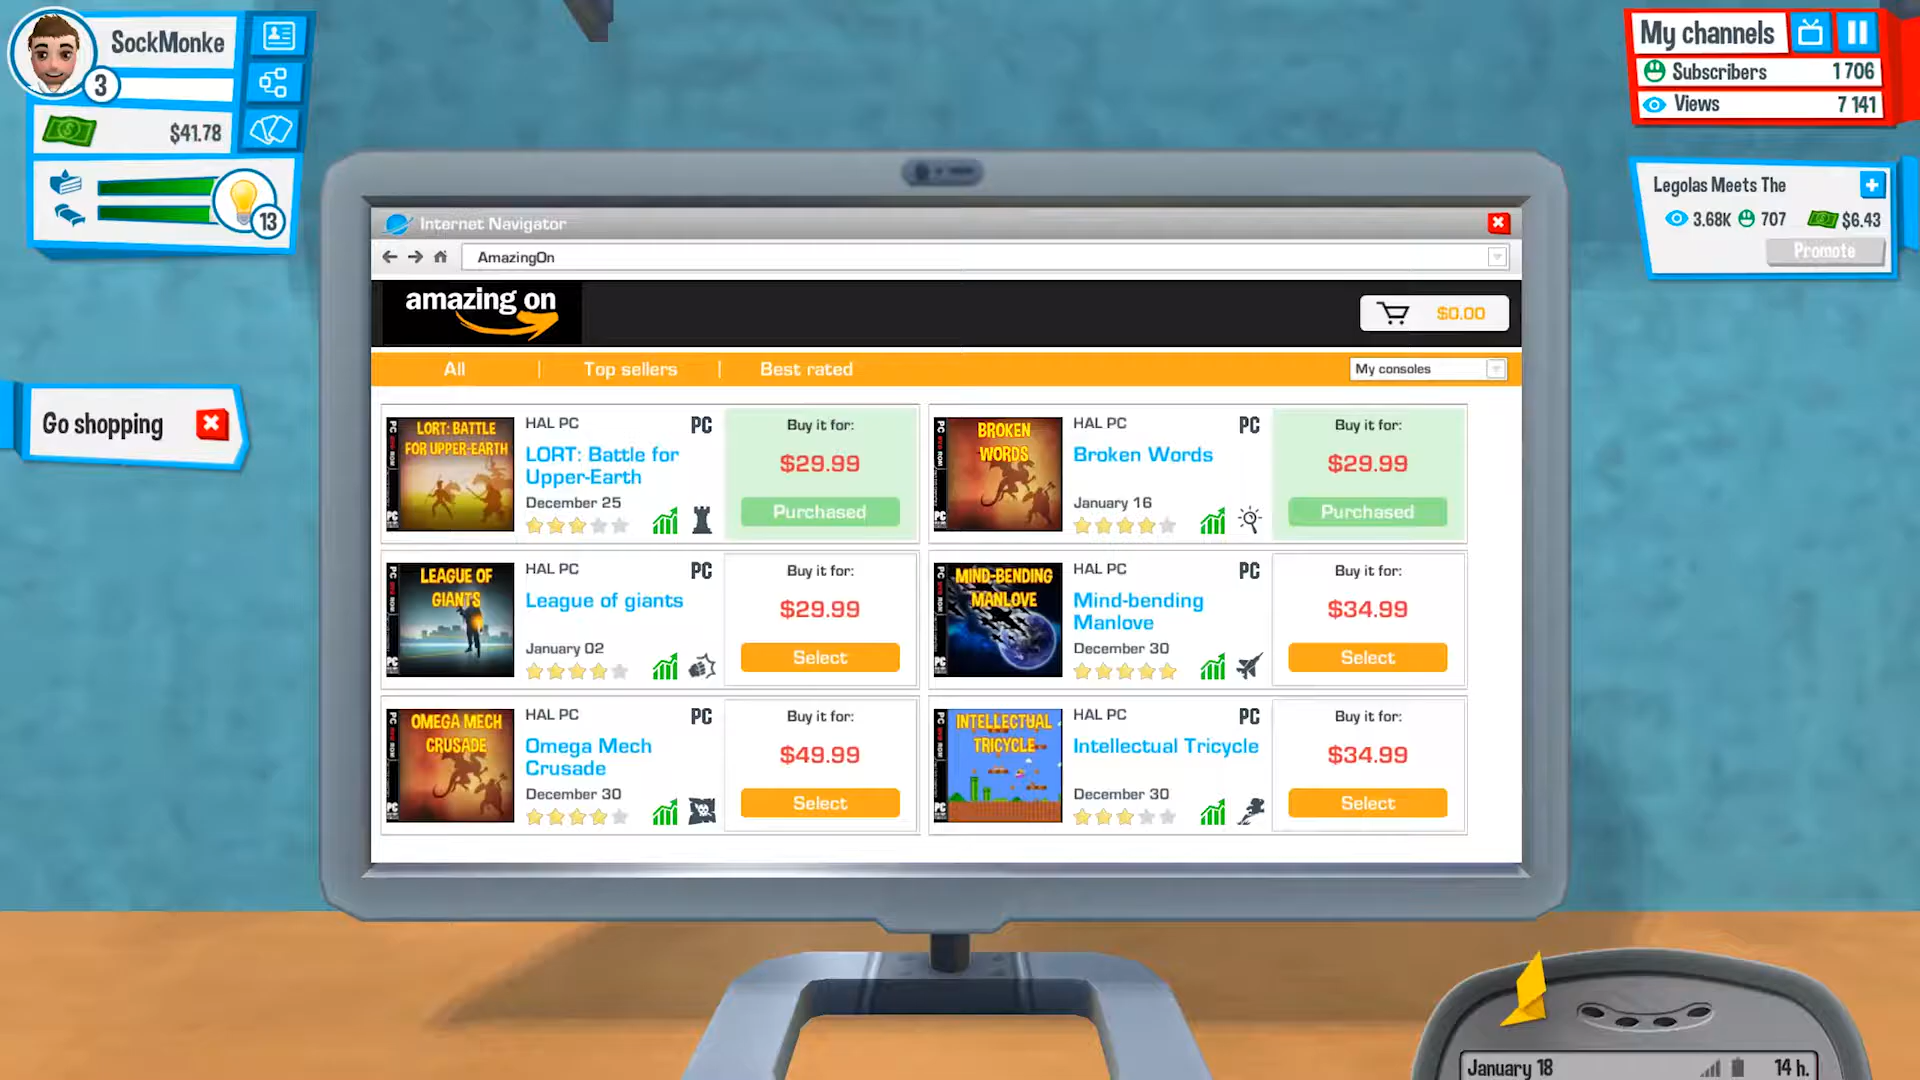 SockMonke
3
$41.78
13
My channels
Subscribers 1 706
Views 7 141
Legolas Meets The
3.68K 707 $6.43
Promote
Go shopping
Internet Navigator
AmazingOn
amazing on
$0.00
All | Top sellers | Best rated
My consoles
LORT: BATTLE
FOR UPPER-EARTH
PC
HAL PC
PC
LORT: Battle for
Upper-Earth
December 25
Buy it for:
$29.99
Purchased
BROKEN
WORDS
PC
HAL PC
PC
Broken Words
January 16
Buy it for:
$29.99
Purchased
LEAGUE OF
GIANTS
PC
HAL PC
PC
League of giants
January 02
Buy it for:
$29.99
Select
MIND-BENDING
MANLOVE
PC
HAL PC
PC
Mind-bending
Manlove
December 30
Buy it for:
$34.99
Select
OMEGA MECH
CRUSADE
PC
HAL PC
PC
Omega Mech
Crusade
December 30
Buy it for:
$49.99
Select
INTELLECTUAL
TRICYCLE
PC
HAL PC
PC
Intellectual Tricycle
December 30
Buy it for:
$34.99
Select
January 18 14 h.